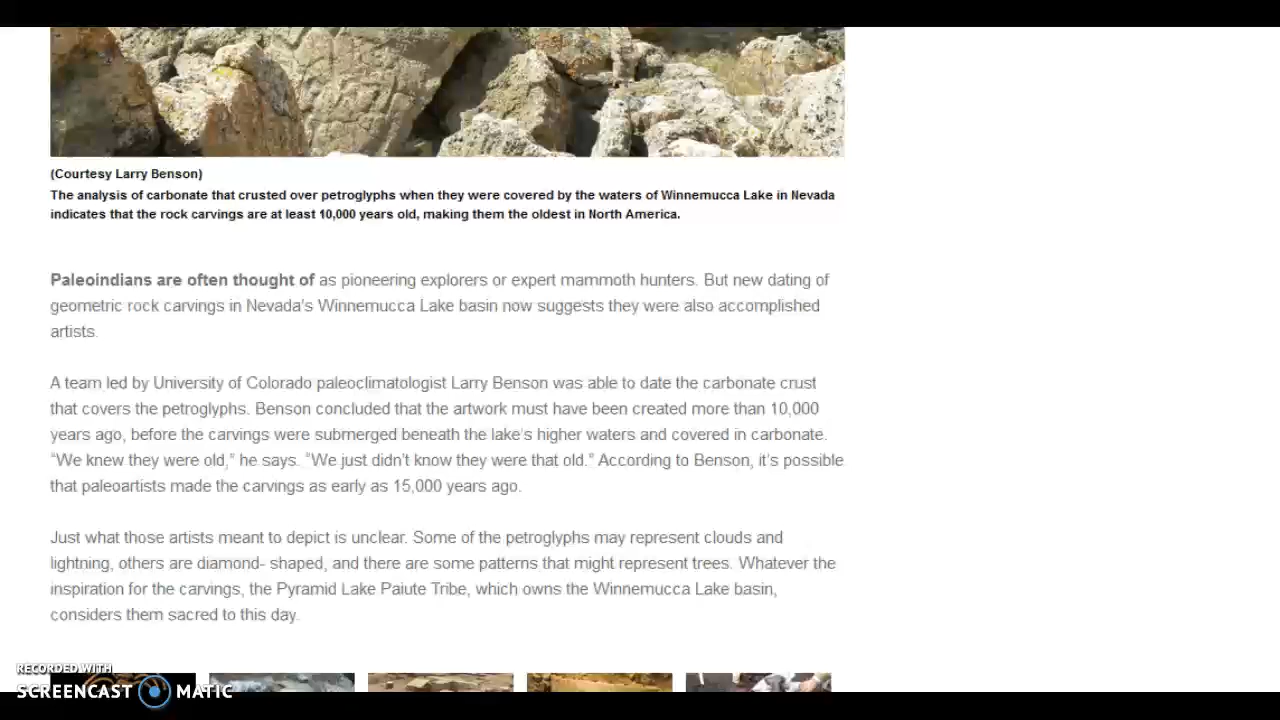 (Courtesy Larry Benson)
The analysis of carbonate that crusted over petroglyphs when they were covered by the waters of Winnemucca Lake in Nevada
indicates that the rock carvings are at least 10,000 years old, making them the oldest in North America.
Paleoindians are often thought of as pioneering explorers or expert mammoth hunters. But new dating of
geometric rock carvings in Nevada’s Winnemucca Lake basin now suggests they were also accomplished
artists.
A team led by University of Colorado paleoclimatologist Larry Benson was able to date the carbonate crust
that covers the petroglyphs. Benson concluded that the artwork must have been created more than 10,000
years ago, before the carvings were submerged beneath the lake’s higher waters and covered in carbonate.
“We knew they were old,” he says. “We just didn’t know they were that old.” According to Benson, it’s possible
that paleoartists made the carvings as early as 15,000 years ago.
Just what those artists meant to depict is unclear. Some of the petroglyphs may represent clouds and
lightning, others are diamond- shaped, and there are some patterns that might represent trees. Whatever the
inspiration for the carvings, the Pyramid Lake Paiute Tribe, which owns the Winnemucca Lake basin,
considers them sacred to this day.
RECORDED WITH
SCREENCAST MATIC